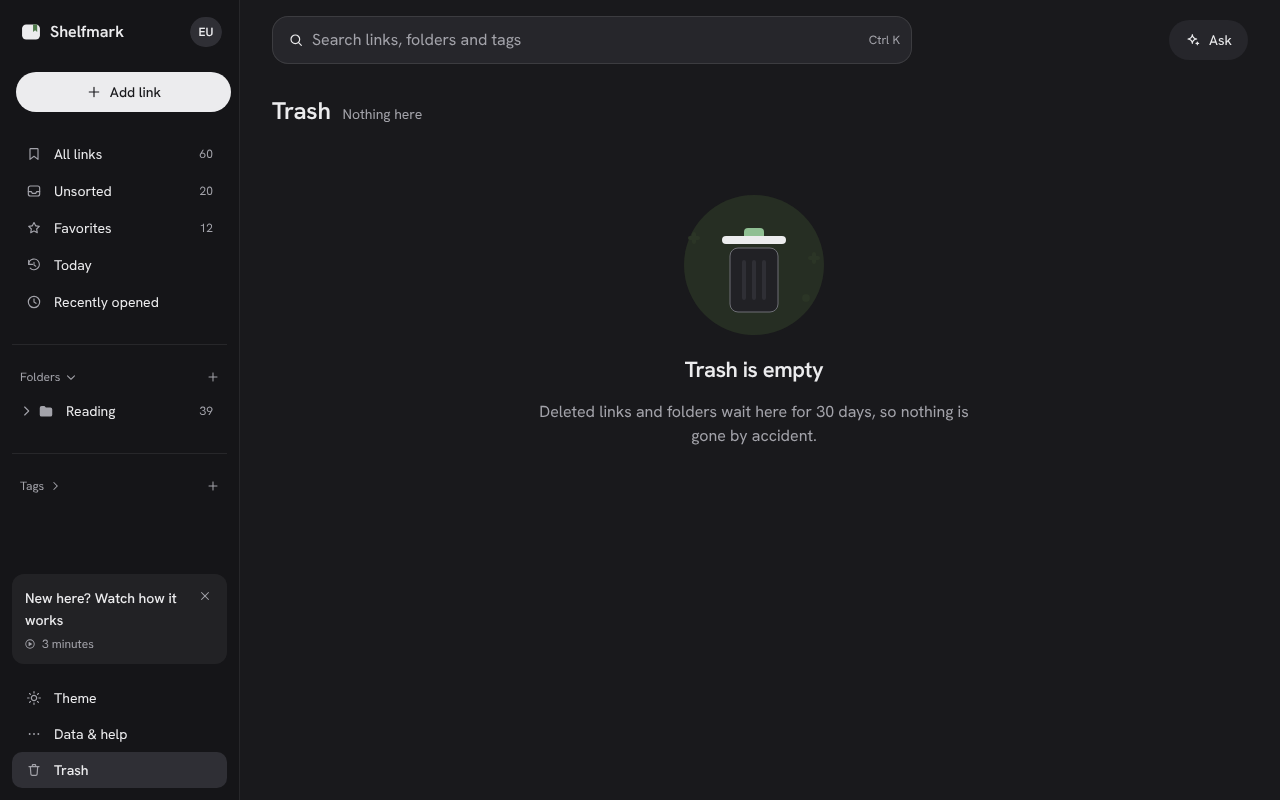 Shelfmark
EU
Add link
All links 60
Unsorted 20
Favorites 12
Today
Recently opened
Folders
Reading 39
Tags
New here? Watch how it
works
3 minutes
Theme
Data & help
Trash
Search links, folders and tags Ctrl K
Ask
Trash Nothing here
Trash is empty
Deleted links and folders wait here for 30 days, so nothing is
gone by accident.